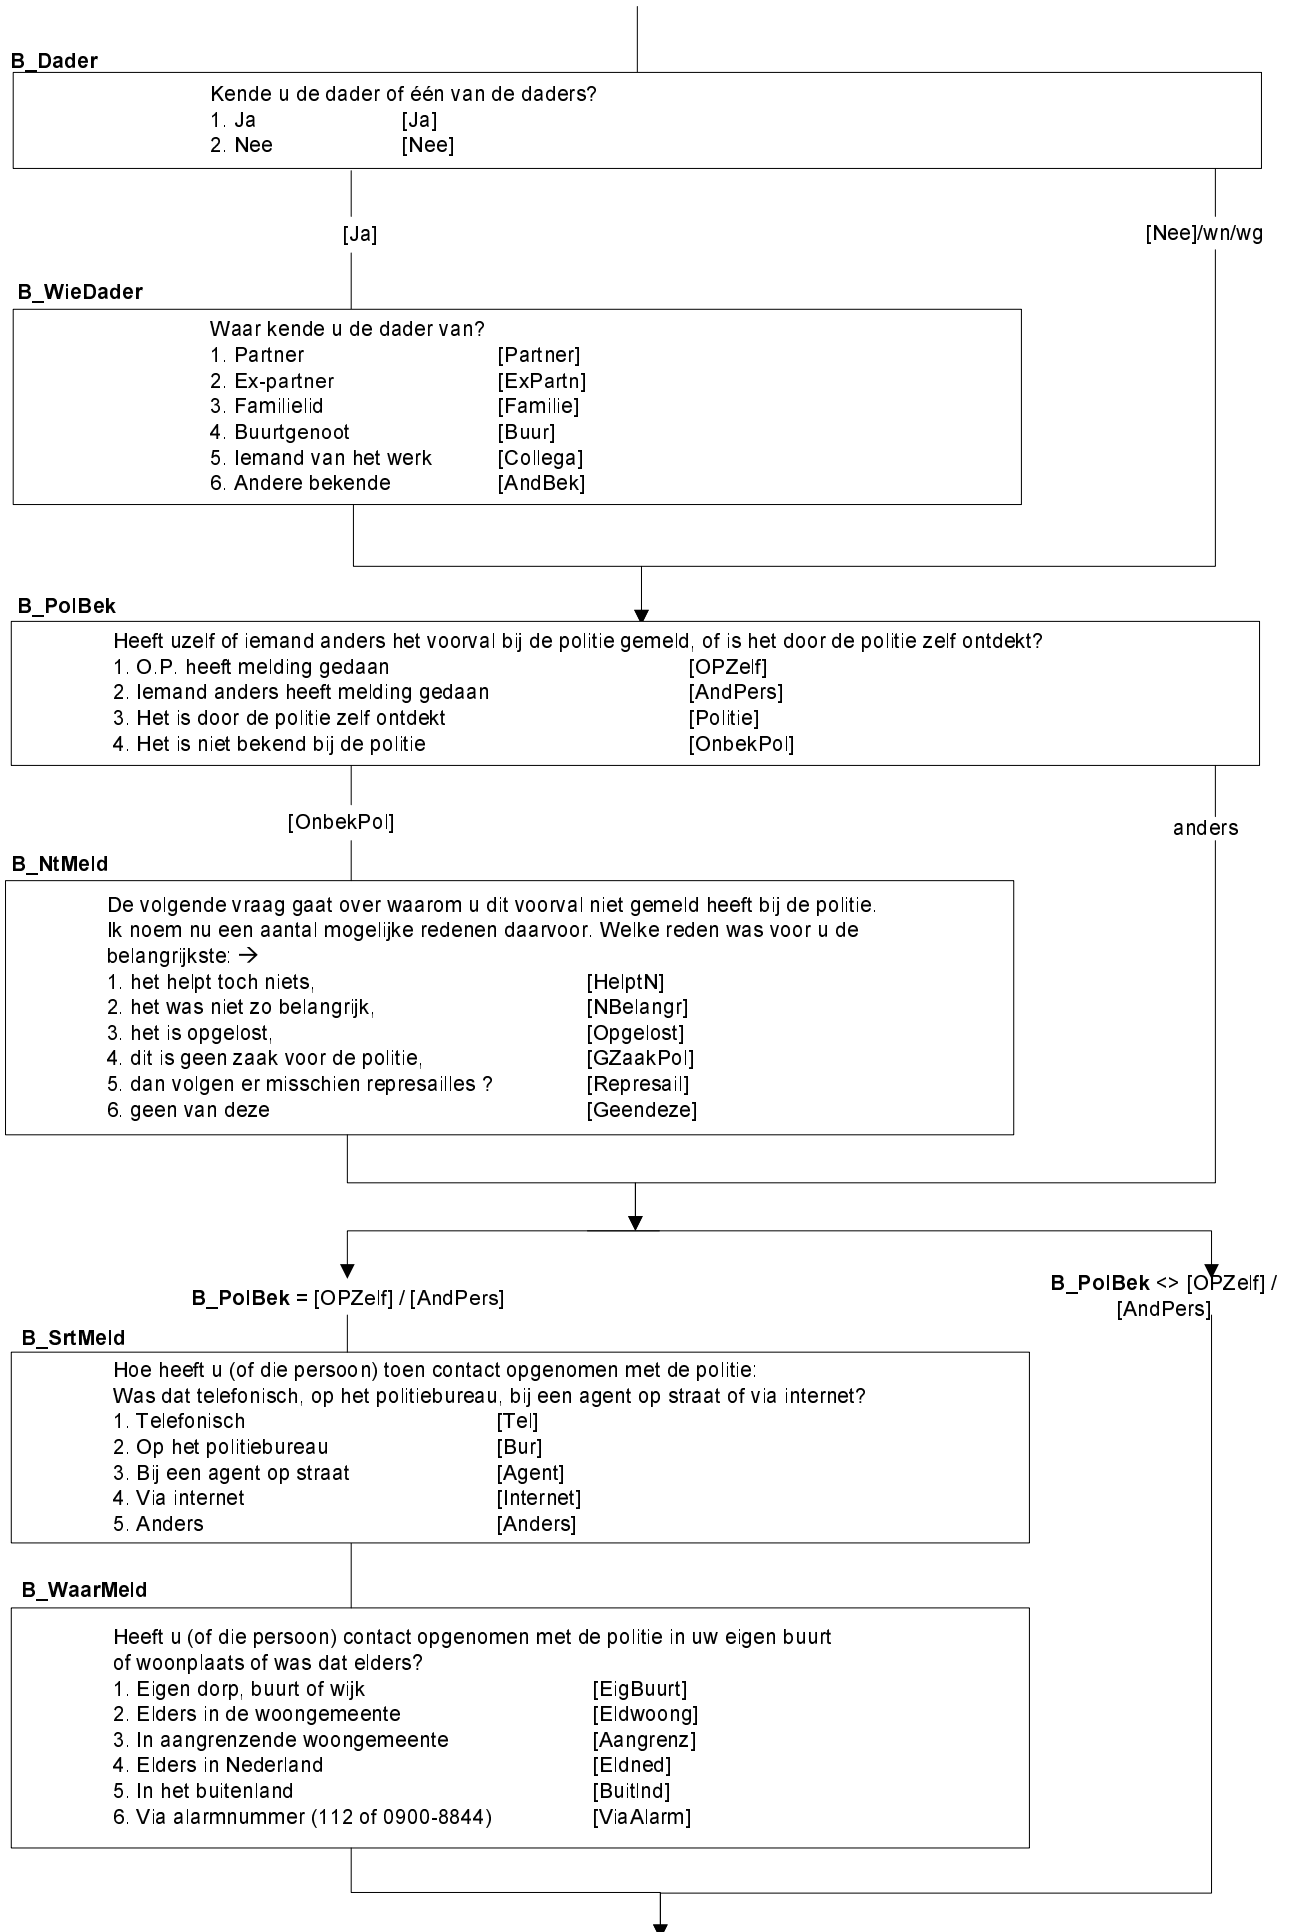 B_Dader
Kende u de dader of één van de daders?
1. Ja [Ja]
2. Nee [Nee]
[Ja] [Nee]/wn/wg
B_WieDader
Waar kende u de dader van?
1. Partner [Partner]
2. Ex-partner [ExPartn]
3. Familielid [Familie]
4. Buurtgenoot [Buur]
5. Iemand van het werk [Collega]
6. Andere bekende [AndBek]
B_PolBek
Heeft uzelf of iemand anders het voorval bij de politie gemeld, of is het door de politie zelf ontdekt?
1. O.P. heeft melding gedaan [OPZelf]
2. Iemand anders heeft melding gedaan [AndPers]
3. Het is door de politie zelf ontdekt [Politie]
4. Het is niet bekend bij de politie [OnbekPol]
[OnbekPol] anders
B_NtMeld
De volgende vraag gaat over waarom u dit voorval niet gemeld heeft bij de politie.
Ik noem nu een aantal mogelijke redenen daarvoor. Welke reden was voor u de
belangrijkste: →
1. het helpt toch niets, [HelptN]
2. het was niet zo belangrijk, [NBelangr]
3. het is opgelost, [Opgelost]
4. dit is geen zaak voor de politie, [GZaakPol]
5. dan volgen er misschien represailles ? [Represail]
6. geen van deze [Geendeze]
B_PolBek = [OPZelf] / [AndPers]
B_PolBek <> [OPZelf] /
[AndPers]
B_SrtMeld
Hoe heeft u (of die persoon) toen contact opgenomen met de politie:
Was dat telefonisch, op het politiebureau, bij een agent op straat of via internet?
1. Telefonisch [Tel]
2. Op het politiebureau [Bur]
3. Bij een agent op straat [Agent]
4. Via internet [Internet]
5. Anders [Anders]
B_WaarMeld
Heeft u (of die persoon) contact opgenomen met de politie in uw eigen buurt
of woonplaats of was dat elders?
1. Eigen dorp, buurt of wijk [EigBuurt]
2. Elders in de woongemeente [Eldwoong]
3. In aangrenzende woongemeente [Aangrenz]
4. Elders in Nederland [Eldned]
5. In het buitenland [Buitlnd]
6. Via alarmnummer (112 of 0900-8844) [ViaAlarm]